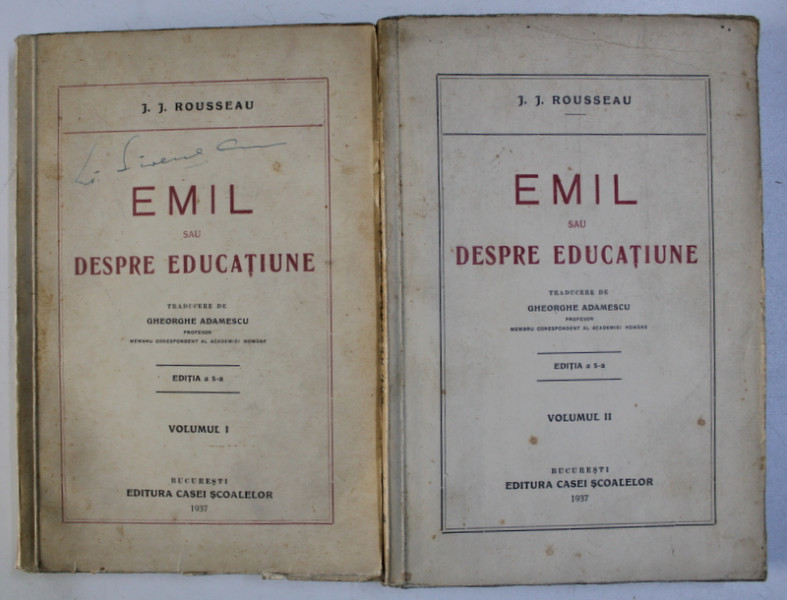 J. J. ROUSSEAU
EMIL
SAU
DESPRE EDUCAȚIUNE
TRADUCERE DE
GHEORGHE ADAMESCU
PROFESOR
MEMBRU CORESPONDENT AL ACADEMIEI ROMÂNE
EDIȚIA a 5-a
VOLUMUL I
BUCUREȘTI
EDITURA CASEI ȘCOALELOR
1937
J. J. ROUSSEAU
EMIL
SAU
DESPRE EDUCAȚIUNE
TRADUCERE DE
GHEORGHE ADAMESCU
PROFESOR
MEMBRU CORESPONDENT AL ACADEMIEI ROMÂNE
EDIȚIA a 5-a
VOLUMUL II
BUCUREȘTI
EDITURA CASEI ȘCOALELOR
1937